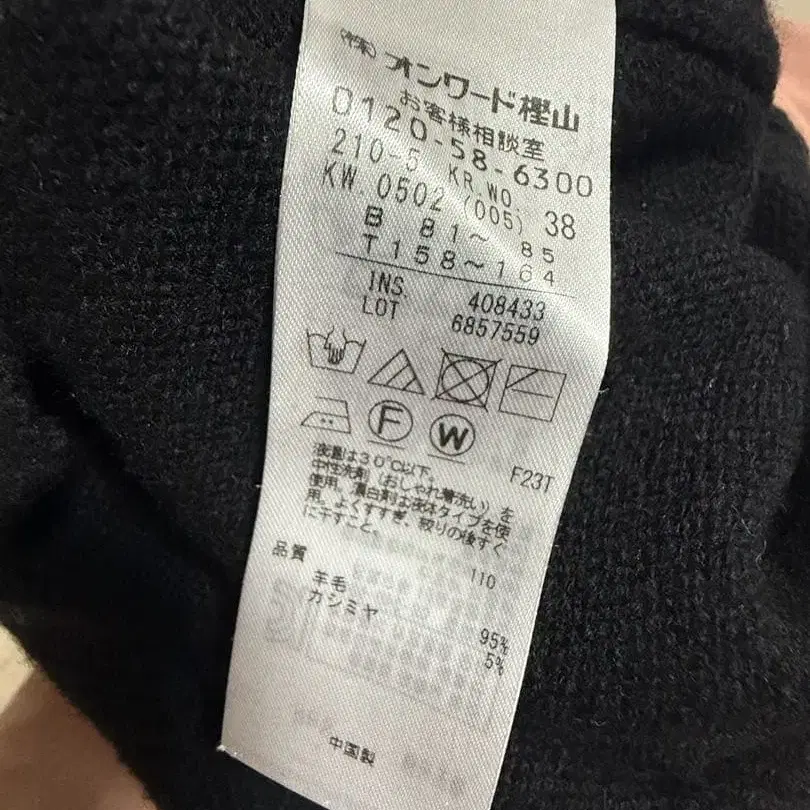 (株)オンワード樫山
お客様相談室
0120-58-6300
210-5 KR.WO.
KW.0502 (005) 38
B 81~ 85
T 158~164
INS. 408433
LOT 6857559
F W
F23T
液温は30℃以下。
中性洗剤(おしゃれ着洗い)を
使用。漂白剤は液体タイプを使
用。よくすすぎ、絞りの後すぐ
に干すこと。
品質 110
羊毛 95%
カシミヤ 5%
中国製